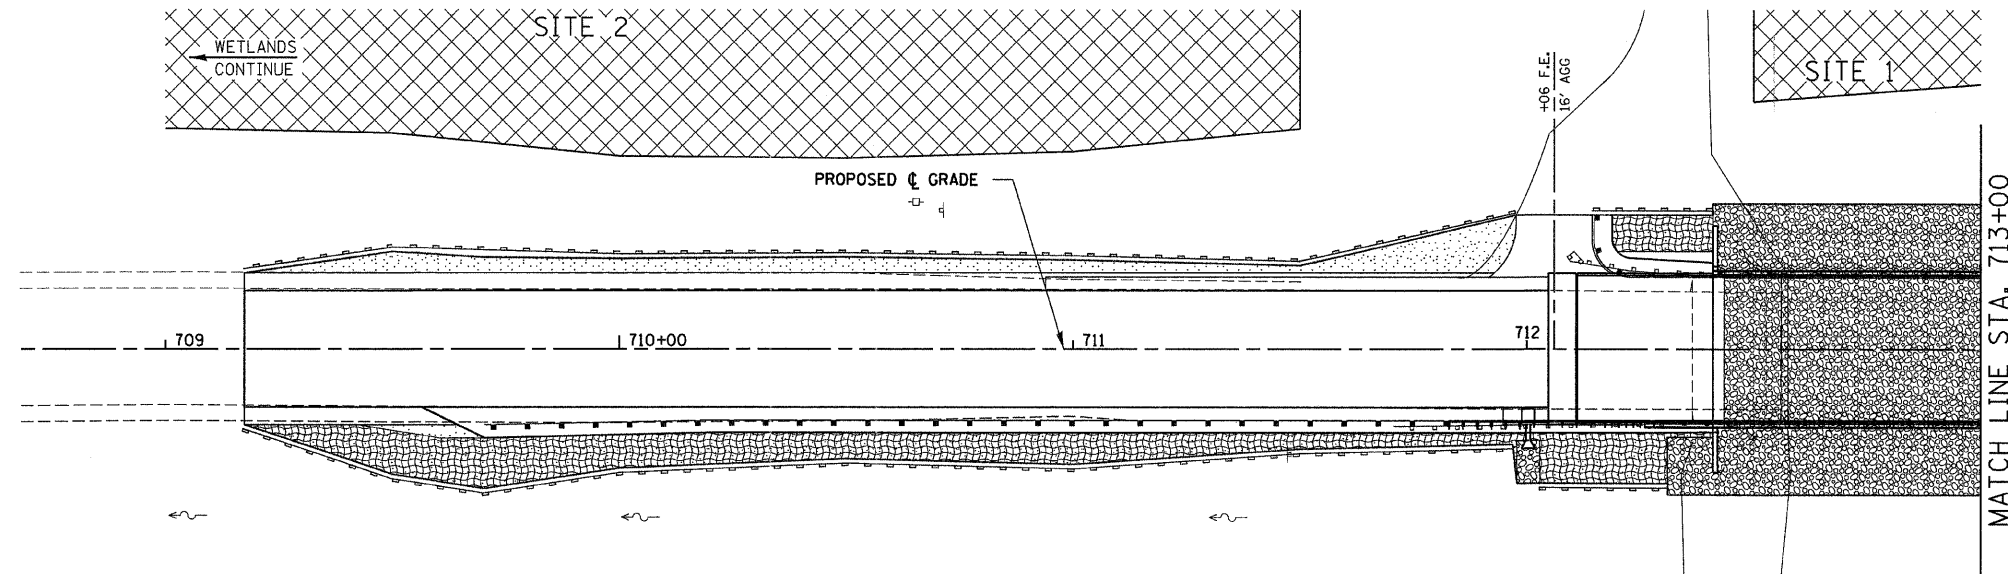 SITE 2
WETLANDS
CONTINUE
+06 F.E.
16' AGG
SITE 1
PROPOSED ℄ GRADE
709
710+00
711
712
MATCH LINE STA. 713+00